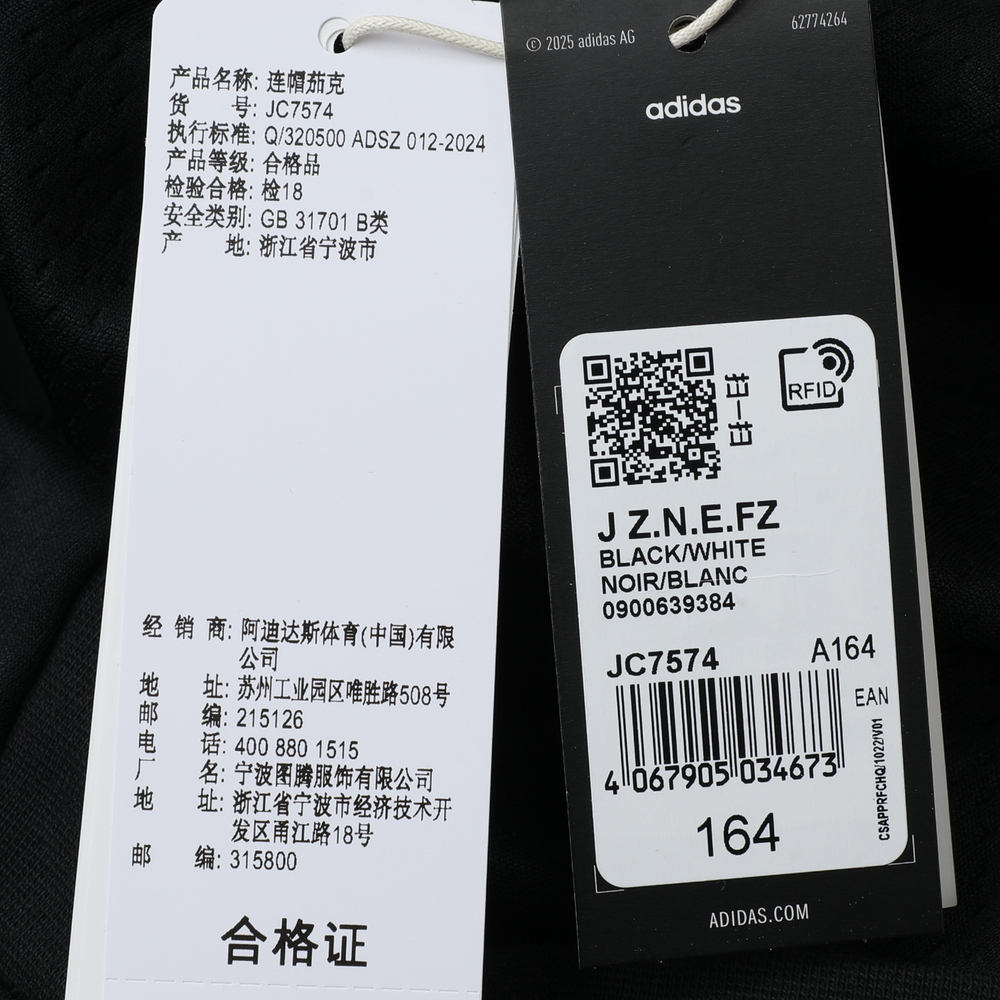 产品名称: 连帽茄克
货 号: JC7574
执行标准: Q/320500 ADSZ 012-2024
产品等级: 合格品
检验合格: 检18
安全类别: GB 31701 B类
产 地: 浙江省宁波市
经 销 商: 阿迪达斯体育(中国)有限
公司
地 址: 苏州工业园区唯胜路508号
邮 编: 215126
电 话: 400 880 1515
厂 名: 宁波图腾服饰有限公司
地 址: 浙江省宁波市经济技术开
发区甬江路18号
邮 编: 315800
合格证
© 2025 adidas AG
62774264
adidas
扫一扫
RFID
J Z.N.E.FZ
BLACK/WHITE
NOIR/BLANC
0900639384
JC7574 A164
EAN
4 067905 034673
CSAPPRFCHQ/1022/V01
164
ADIDAS.COM